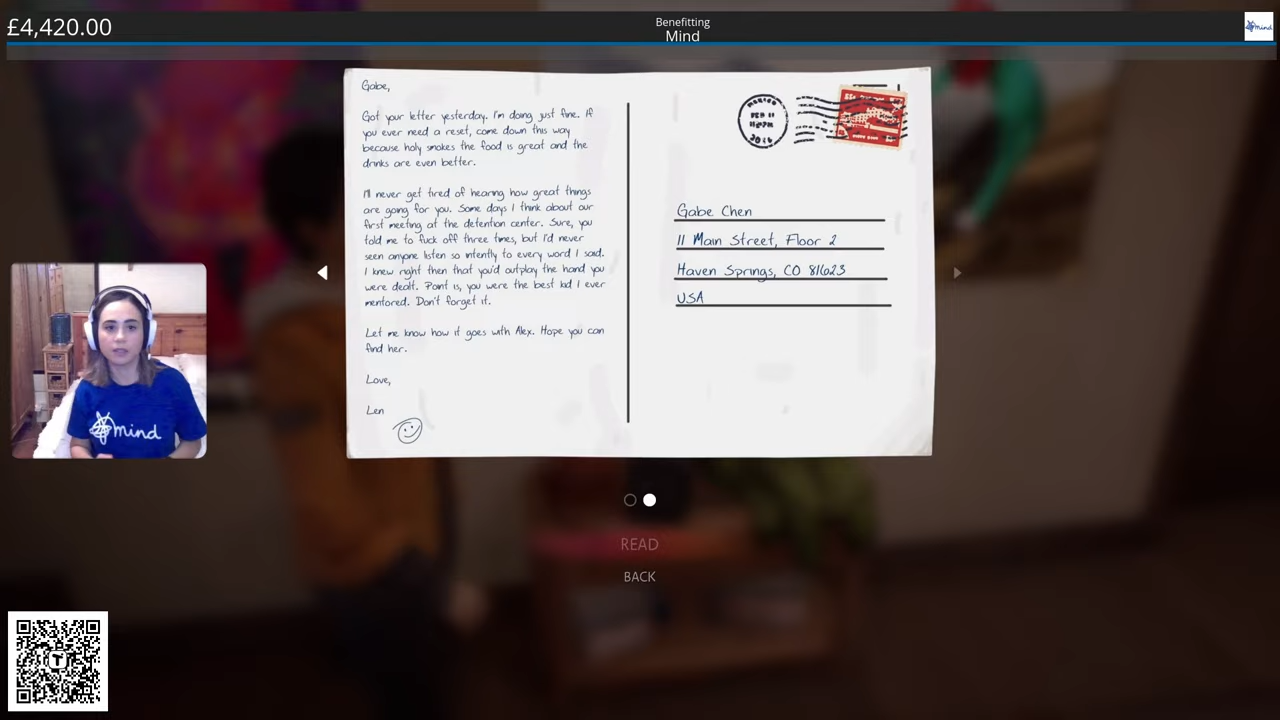 £4,420.00
Benefitting
Mind
mind
Gabe,
Got your letter yesterday. I'm doing just fine. If
you ever need a reset, come down this way
because holy smokes the food is great and the
drinks are even better.
I'll never get tired of hearing how great things
are going for you. Some days I think about our
first meeting at the detention center. Sure, you
told me to fuck off three times, but I'd never
seen anyone listen so intently to every word I said.
I knew right then that you'd outplay the hand you
were dealt. Point is, you were the best kid I ever
mentored. Don't forget it.
Let me know how it goes with Alex. Hope you can
find her.
Love,
Len
FEB 11
Gabe Chen
11 Main Street, Floor 2
Haven Springs, CO 81623
USA
mind
READ
BACK
T